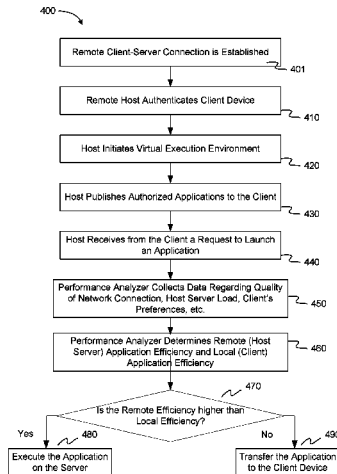 400
Remote Client-Server Connection is Established
401
Remote Host Authenticates Client Device
410
Host Initiates Virtual Execution Environment
420
Host Publishes Authorized Applications to the Client
430
Host Receives from the Client a Request to Launch
an Application
440
Performance Analyzer Collects Data Regarding Quality
of Network Connection, Host Server Load, Client's
Preferences, etc.
450
Performance Analyzer Determines Remote (Host
Server) Application Efficiency and Local (Client)
Application Efficiency
460
470
Is the Remote Efficiency higher than
Local Efficiency?
Yes
480
No
490
Execute the Application
on the Server
Transfer the Application
to the Client Device